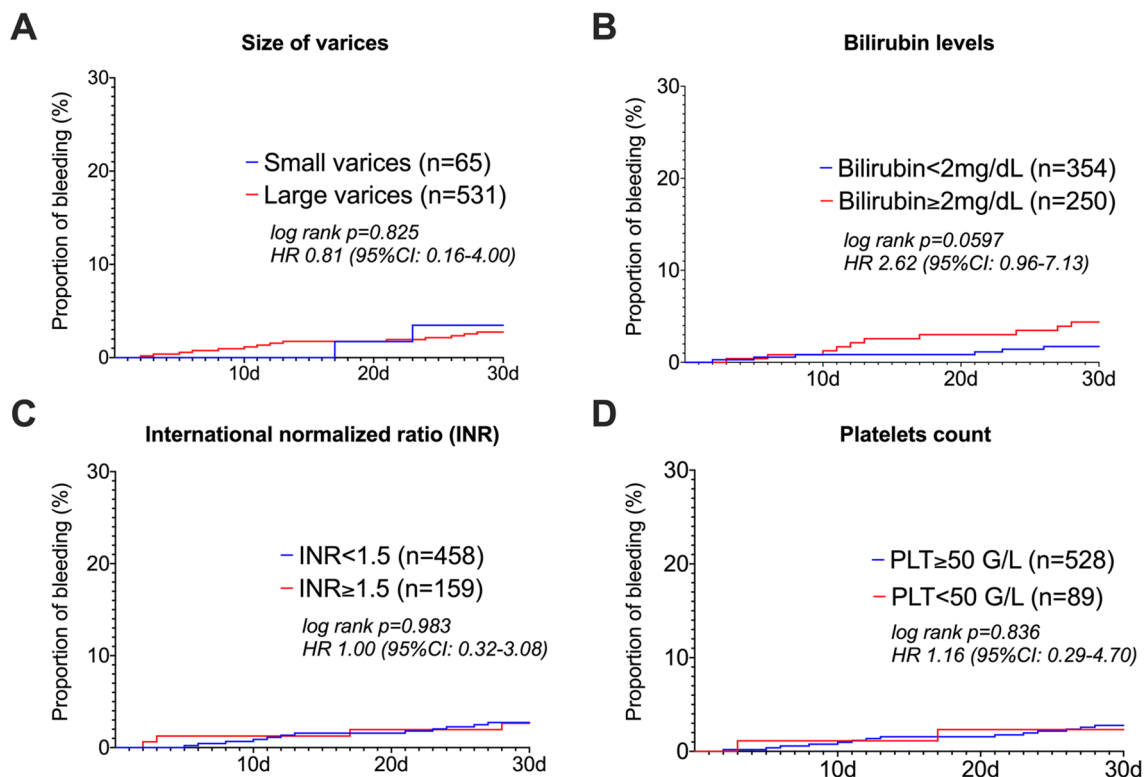 A
Size of varices
Proportion of bleeding (%)
30
20
10
0
10d
20d
30d
Small varices (n=65)
Large varices (n=531)
log rank p=0.825
HR 0.81 (95%CI: 0.16-4.00)
B
Bilirubin levels
Proportion of bleeding (%)
30
20
10
0
10d
20d
30d
Bilirubin<2mg/dL (n=354)
Bilirubin≥2mg/dL (n=250)
log rank p=0.0597
HR 2.62 (95%CI: 0.96-7.13)
C
International normalized ratio (INR)
Proportion of bleeding (%)
30
20
10
0
10d
20d
30d
INR<1.5 (n=458)
INR≥1.5 (n=159)
log rank p=0.983
HR 1.00 (95%CI: 0.32-3.08)
D
Platelets count
Proportion of bleeding (%)
30
20
10
0
10d
20d
30d
PLT≥50 G/L (n=528)
PLT<50 G/L (n=89)
log rank p=0.836
HR 1.16 (95%CI: 0.29-4.70)